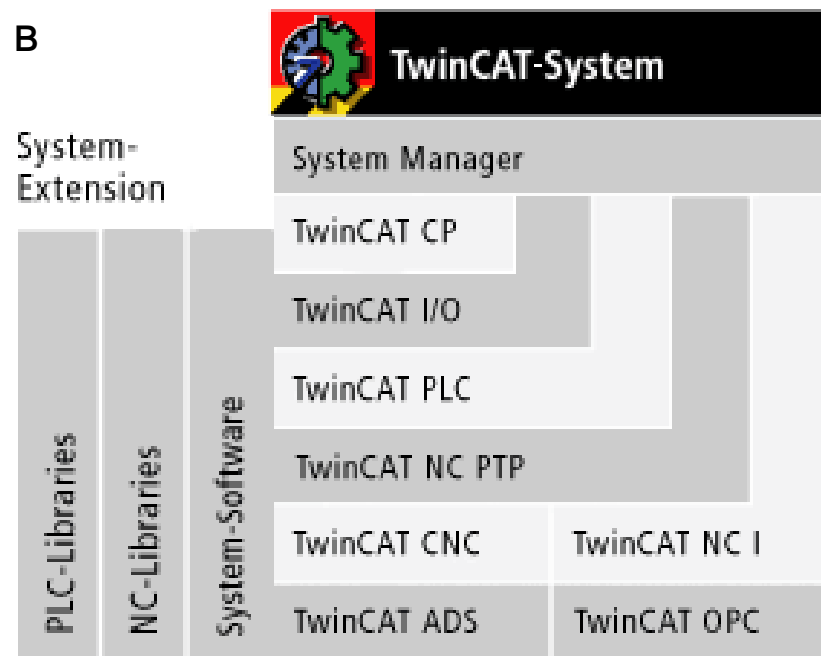 B
TwinCAT-System
System-
Extension
System Manager
TwinCAT CP
TwinCAT I/O
TwinCAT PLC
TwinCAT NC PTP
TwinCAT CNC
TwinCAT NC I
TwinCAT ADS
TwinCAT OPC
PLC-Libraries
NC-Libraries
System-Software